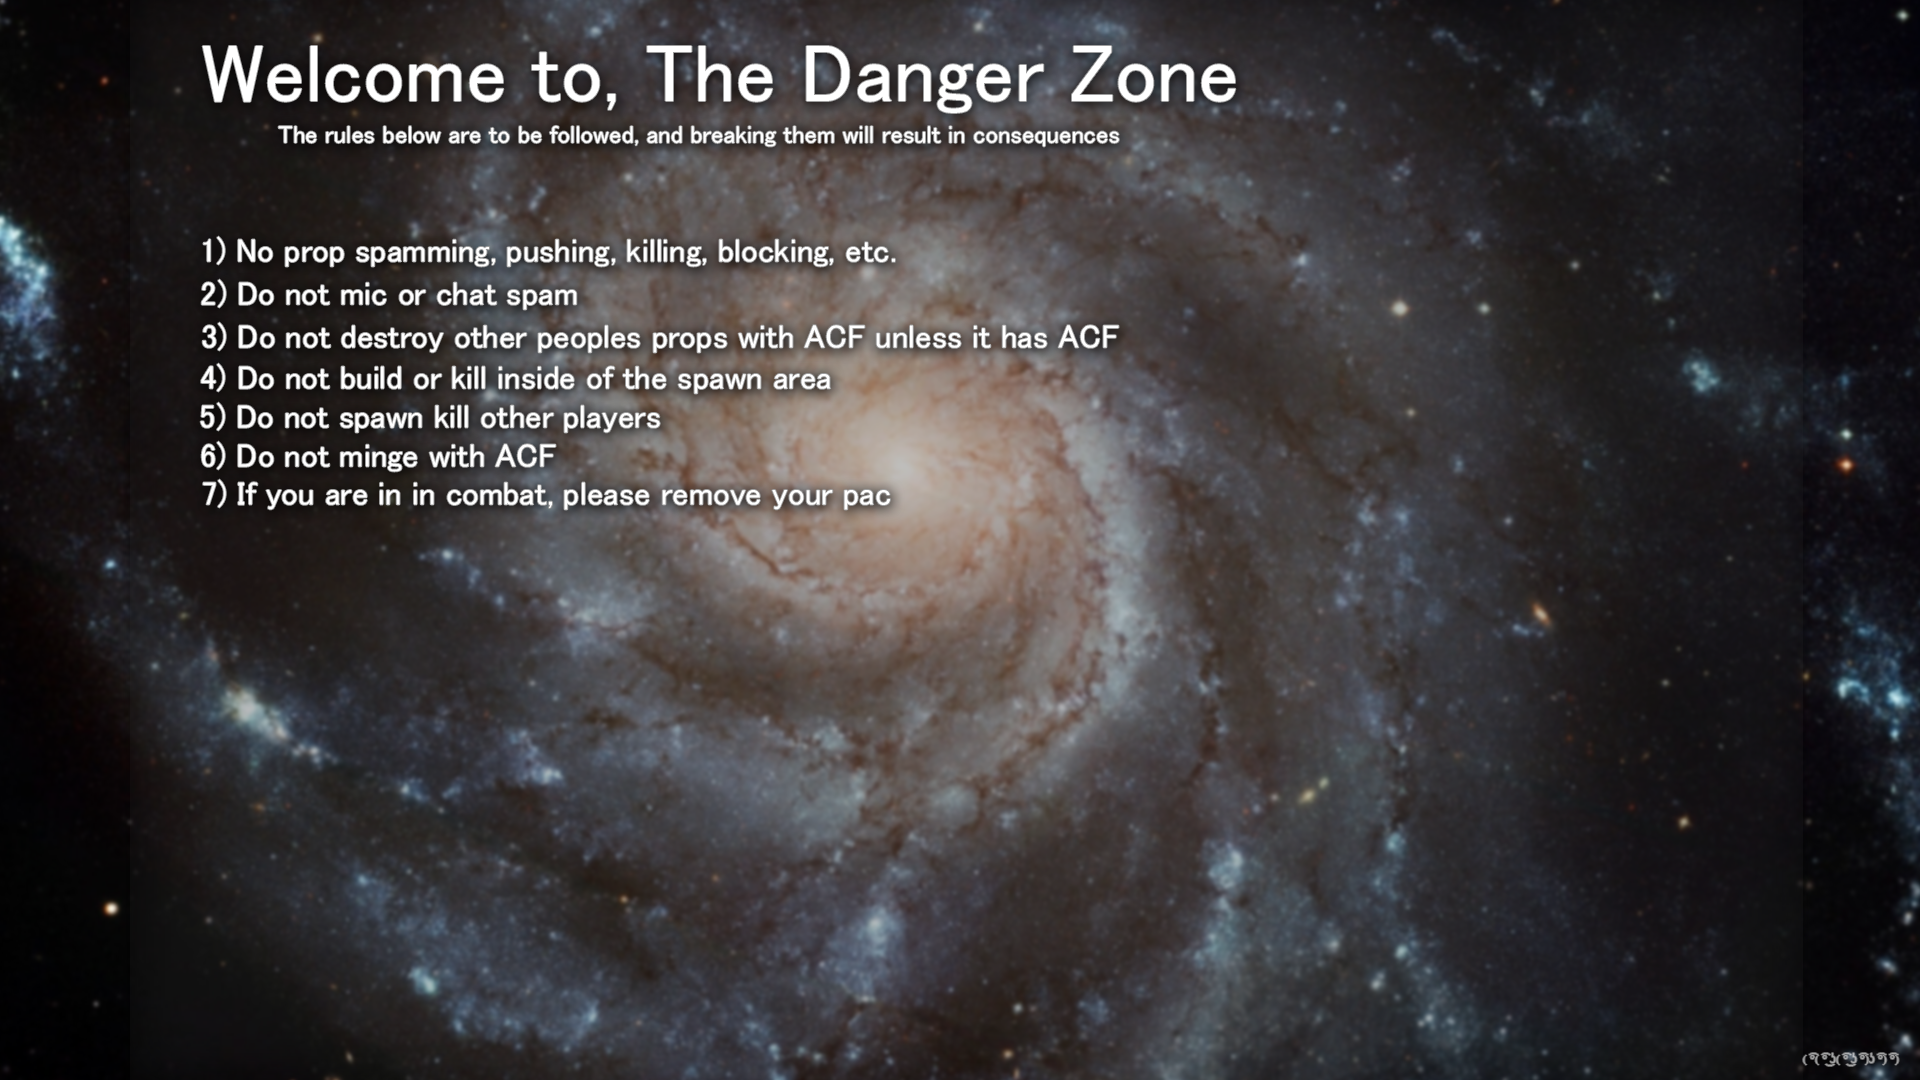 Welcome to, The Danger Zone
The rules below are to be followed, and breaking them will result in consequences
1) No prop spamming, pushing, killing, blocking, etc.
2) Do not mic or chat spam
3) Do not destroy other peoples props with ACF unless it has ACF
4) Do not build or kill inside of the spawn area
5) Do not spawn kill other players
6) Do not minge with ACF
7) If you are in in combat, please remove your pac